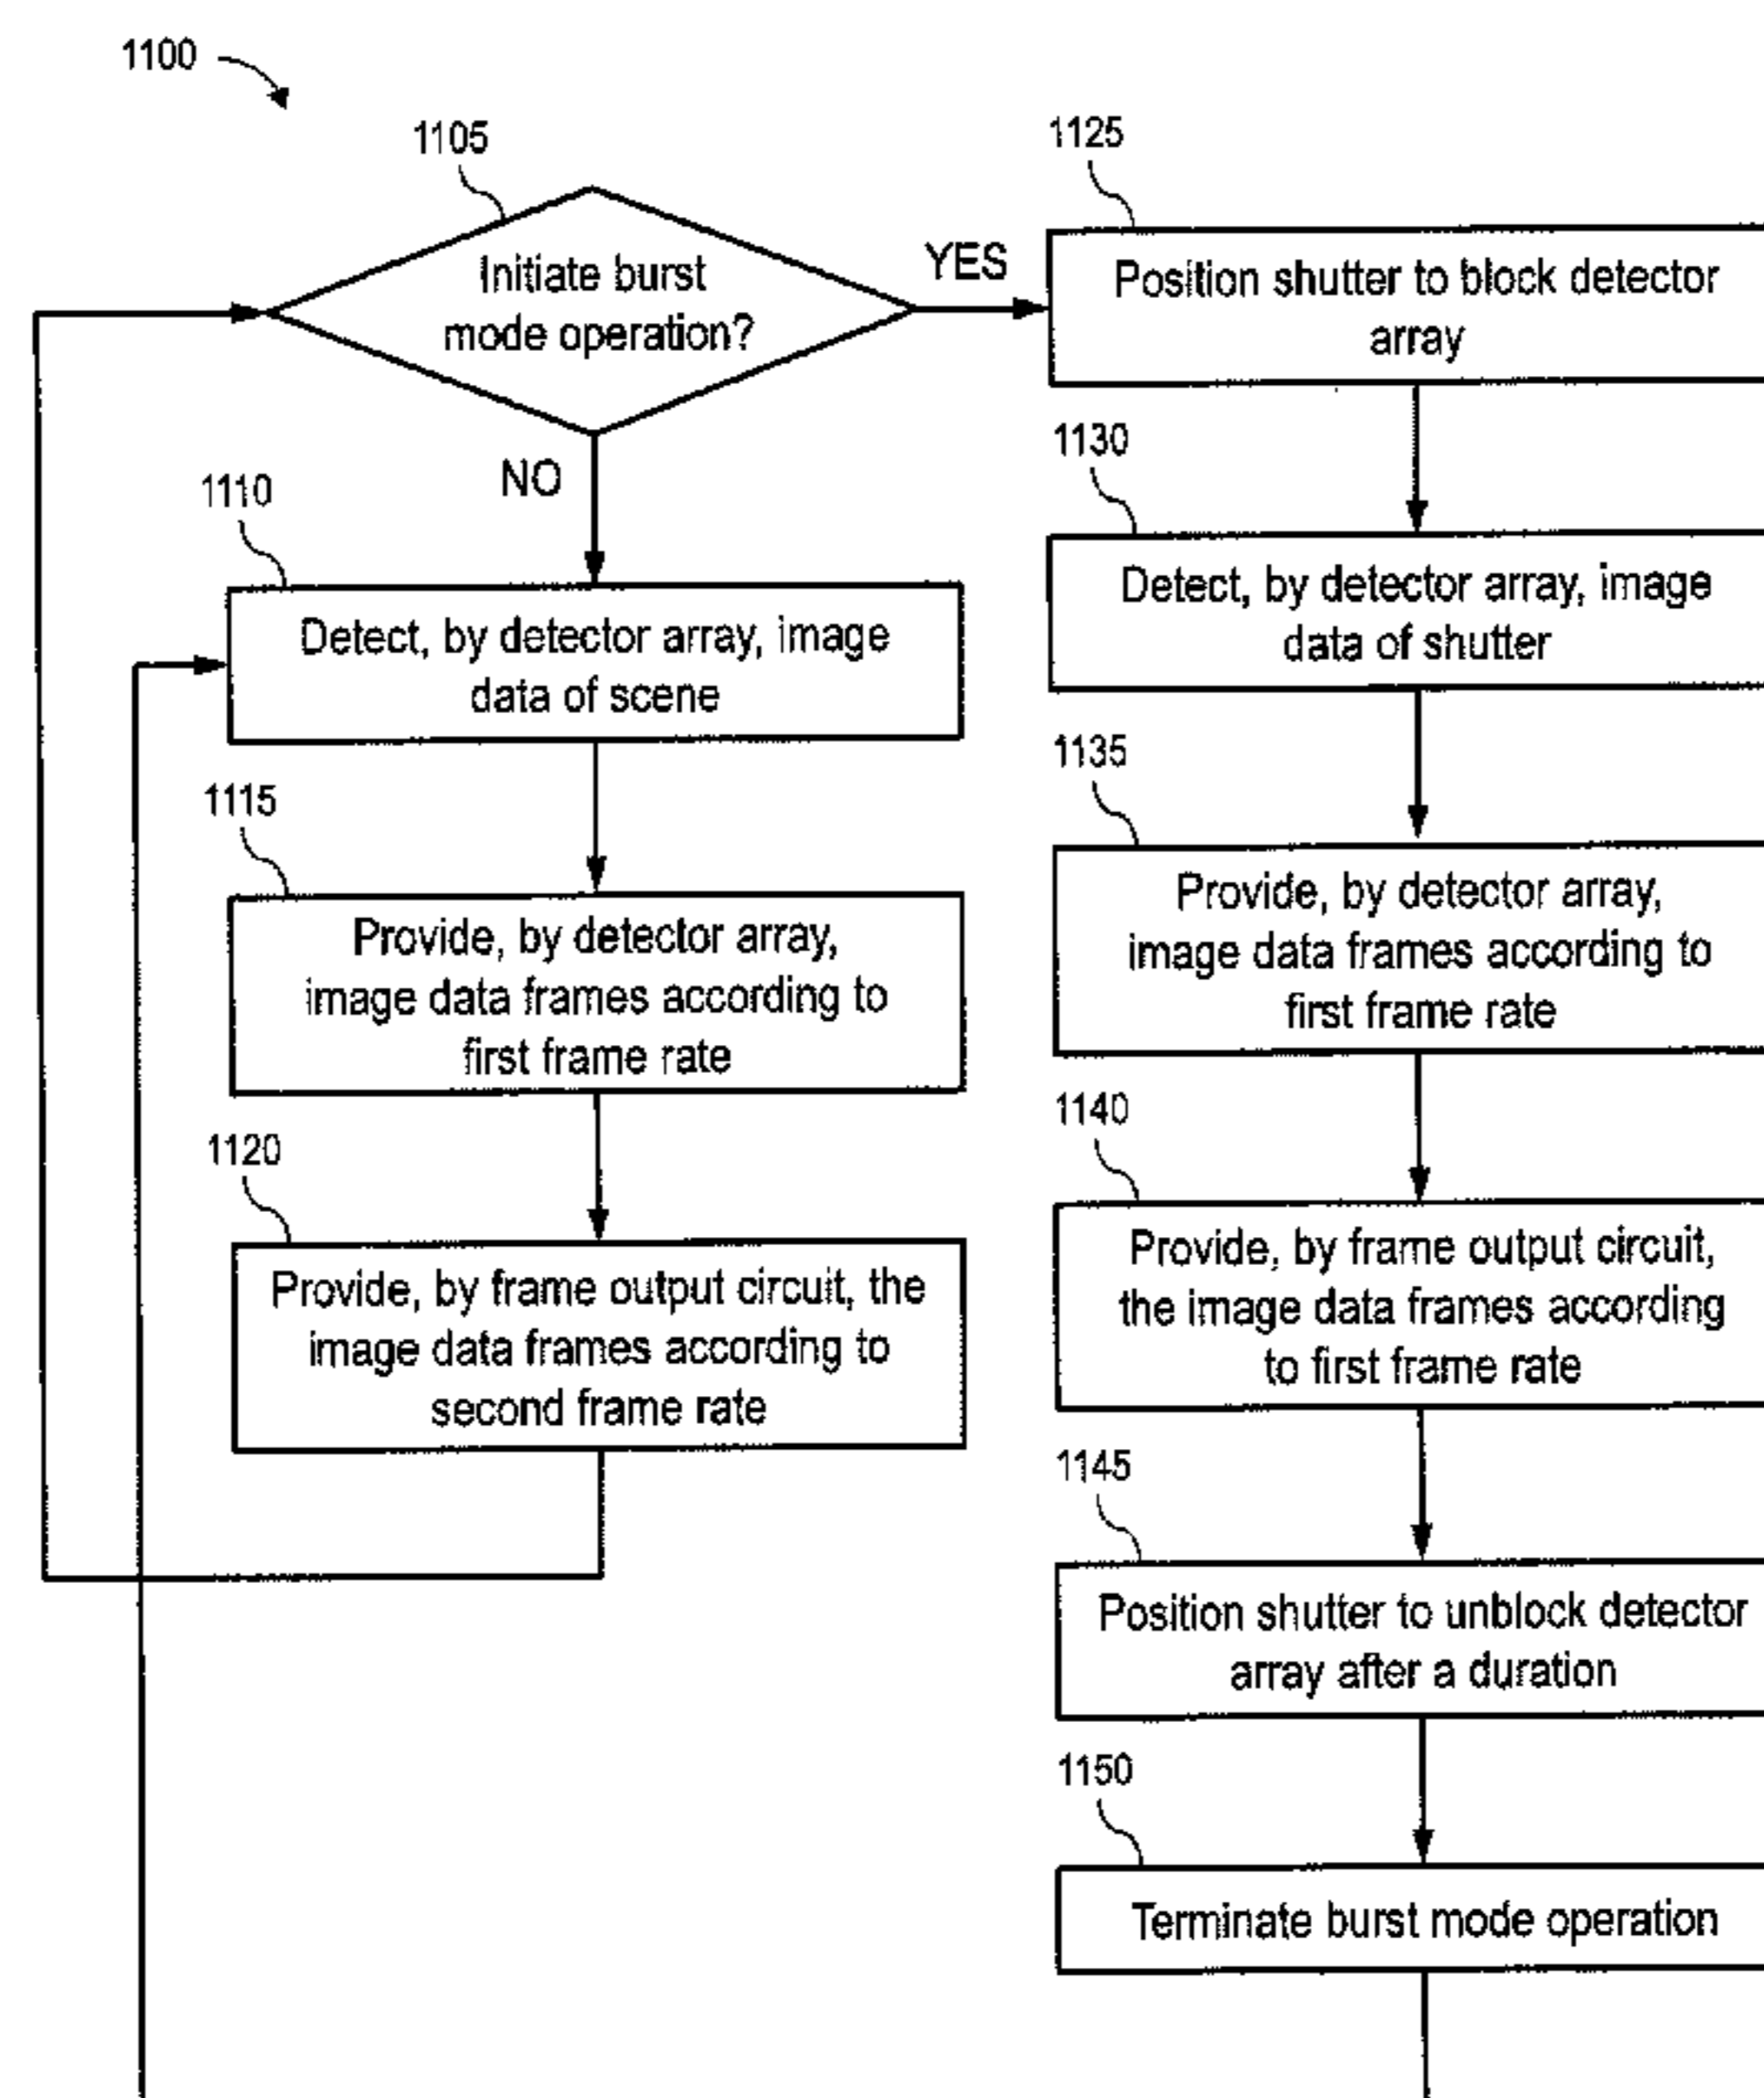 1100
1105
Initiate burst
mode operation?
YES
NO
1110
Detect, by detector array, image
data of scene
1115
Provide, by detector array,
image data frames according to
first frame rate
1120
Provide, by frame output circuit, the
image data frames according to
second frame rate
1125
Position shutter to block detector
array
1130
Detect, by detector array, image
data of shutter
1135
Provide, by detector array,
image data frames according to
first frame rate
1140
Provide, by frame output circuit,
the image data frames according
to first frame rate
1145
Position shutter to unblock detector
array after a duration
1150
Terminate burst mode operation